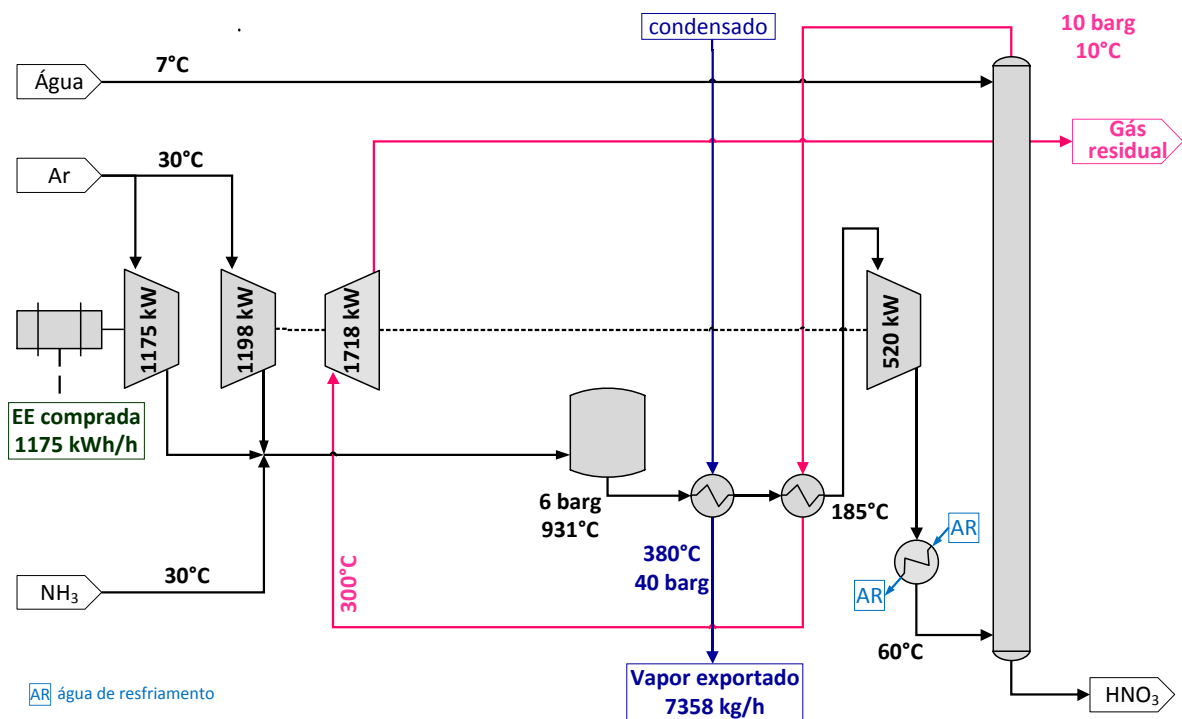 condensado
10 barg
10°C
7°C
Água
Gás
residual
30°C
Ar
1175 kW
1198 kW
1718 kW
520 kW
EE comprada
1175 kWh/h
6 barg
931°C
185°C
AR
380°C
40 barg
300°C
30°C
NH₃
AR
60°C
Vapor exportado
7358 kg/h
AR água de resfriamento
HNO₃